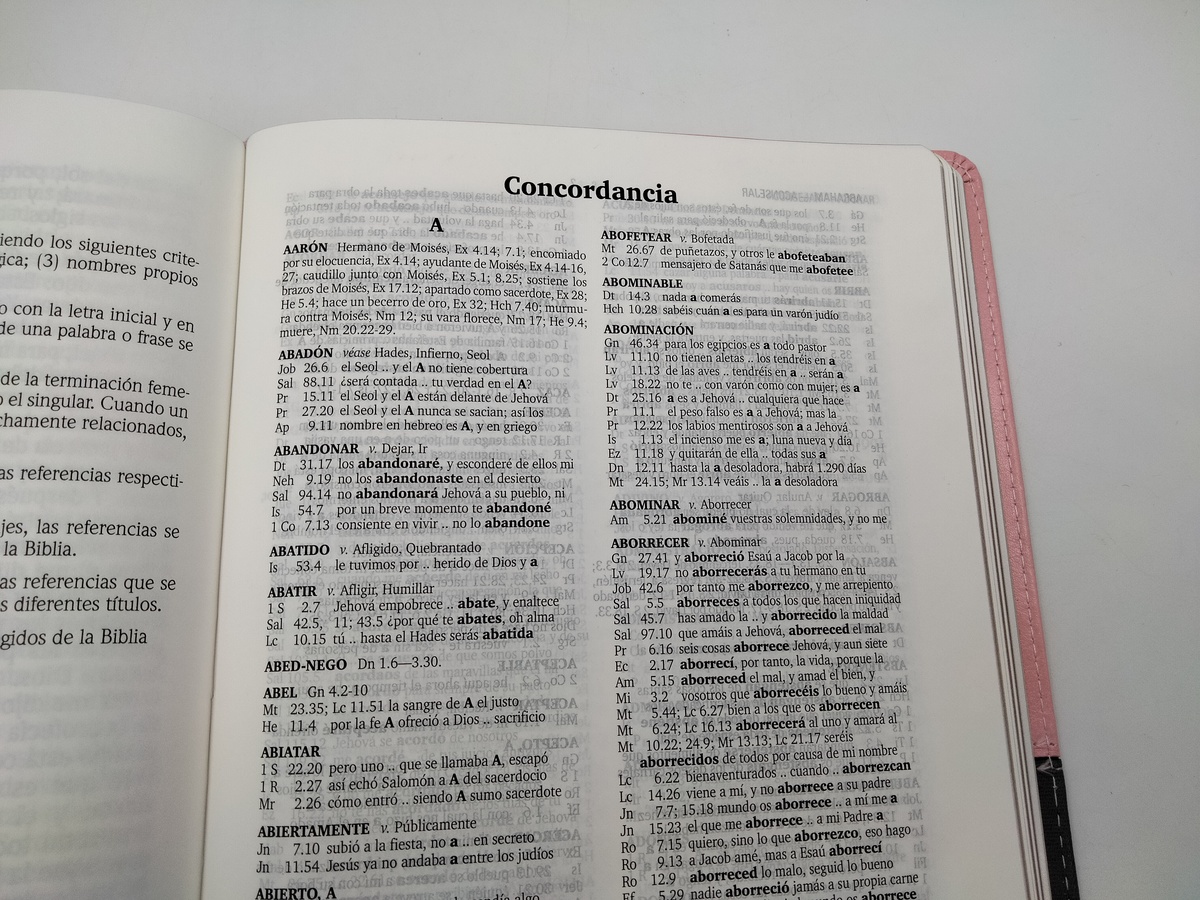 iendo los siguientes crite-
gica; (3) nombres propios
o con la letra inicial y en
de una palabra o frase se
de la terminación feme-
o el singular. Cuando un
chamente relacionados,
as referencias respecti-
jes, las referencias se
la Biblia.
as referencias que se
s diferentes títulos.
gidos de la Biblia
Concordancia
A
AARÓN Hermano de Moisés, Ex 4.14; 7.1; encomiado
por su elocuencia, Ex 4.14; ayudante de Moisés, Ex 4.14-16,
27; caudillo junto con Moisés, Ex 5.1; 8.25; sostiene los
brazos de Moisés, Ex 17.12; apartado como sacerdote, Ex 28;
He 5.4; hace un becerro de oro, Ex 32; Hch 7.40; murmu-
ra contra Moisés, Nm 12; su vara florece, Nm 17; He 9.4;
muere, Nm 20.22-29.
ABADÓN véase Hades, Infierno, Seol
Job 26.6 el Seol .. y el A no tiene cobertura
Sal 88.11 ¿será contada .. tu verdad en el A?
Pr 15.11 el Seol y el A están delante de Jehová
Pr 27.20 el Seol y el A nunca se sacian; así los
Ap 9.11 nombre en hebreo es A, y en griego
ABANDONAR v. Dejar, Ir
Dt 31.17 los abandonaré, y esconderé de ellos mi
Neh 9.19 no los abandonaste en el desierto
Sal 94.14 no abandonará Jehová a su pueblo, ni
Is 54.7 por un breve momento te abandoné
1 Co 7.13 consiente en vivir .. no lo abandone
ABATIDO v. Afligido, Quebrantado
Is 53.4 le tuvimos por .. herido de Dios y a
ABATIR v. Afligir, Humillar
1 S 2.7 Jehová empobrece .. abate, y enaltece
Sal 42.5, 11; 43.5 ¿por qué te abates, oh alma
Lc 10.15 tú .. hasta el Hades serás abatida
ABED-NEGO Dn 1.6—3.30.
ABEL Gn 4.2-10
Mt 23.35; Lc 11.51 la sangre de A el justo
He 11.4 por la fe A ofreció a Dios .. sacrificio
ABIATAR
1 S 22.20 pero uno .. que se llamaba A, escapó
1 R 2.27 así echó Salomón a A del sacerdocio
Mr 2.26 cómo entró .. siendo A sumo sacerdote
ABIERTAMENTE v. Públicamente
Jn 7.10 subió a la fiesta, no a .. en secreto
Jn 11.54 Jesús ya no andaba a entre los judíos
ABIERTO, A
ABOFETEAR v. Bofetada
Mt 26.67 de puñetazos, y otros le abofeteaban
2 Co 12.7 mensajero de Satanás que me abofetee
ABOMINABLE
Dt 14.3 nada a comerás
Hch 10.28 sabéis cuán a es para un varón judío
ABOMINACIÓN
Gn 46.34 para los egipcios es a todo pastor
Lv 11.10 no tienen aletas .. los tendréis en a
Lv 11.13 de las aves .. tendréis en a .. serán a
Lv 18.22 no te .. con varón como con mujer; es a
Dt 25.16 a es a Jehová .. cualquiera que hace
Pr 11.1 el peso falso es a a Jehová; mas la
Pr 12.22 los labios mentirosos son a a Jehová
Is 1.13 el incienso me es a; luna nueva y día
Ez 11.18 y quitarán de ella .. todas sus a
Dn 12.11 hasta la a desoladora, habrá 1.290 días
Mt 24.15; Mr 13.14 veáis .. la a desoladora
ABOMINAR v. Aborrecer
Am 5.21 abominé vuestras solemnidades, y no me
ABORRECER v. Abominar
Gn 27.41 y aborreció Esaú a Jacob por la
Lv 19.17 no aborrecerás a tu hermano en tu
Job 42.6 por tanto me aborrezco, y me arrepiento
Sal 5.5 aborreces a todos los que hacen iniquidad
Sal 45.7 has amado la .. y aborrecido la maldad
Sal 97.10 que amáis a Jehová, aborreced el mal
Pr 6.16 seis cosas aborrece Jehová, y aun siete
Ec 2.17 aborrecí, por tanto, la vida, porque la
Am 5.15 aborreced el mal, y amad el bien, y
Mi 3.2 vosotros que aborrecéis lo bueno y amáis
Mt 5.44; Lc 6.27 bien a los que os aborrecen
Mt 6.24; Lc 16.13 aborrecerá al uno y amará al
Mt 10.22; 24.9; Mr 13.13; Lc 21.17 seréis
aborrecidos de todos por causa de mi nombre
Lc 6.22 bienaventurados .. cuando .. aborrezcan
Lc 14.26 viene a mí, y no aborrece a su padre
Jn 7.7; 15.18 mundo os aborrece .. a mí me a
Jn 15.23 el que me aborrece .. a mi Padre a
Ro 7.15 quiero, sino lo que aborrezco, eso hago
Ro 9.13 a Jacob amé, mas a Esaú aborrecí
Ro 12.9 aborreced lo malo, seguid lo bueno
Ef 5.29 nadie aborreció jamás a su propia carne
aborrece